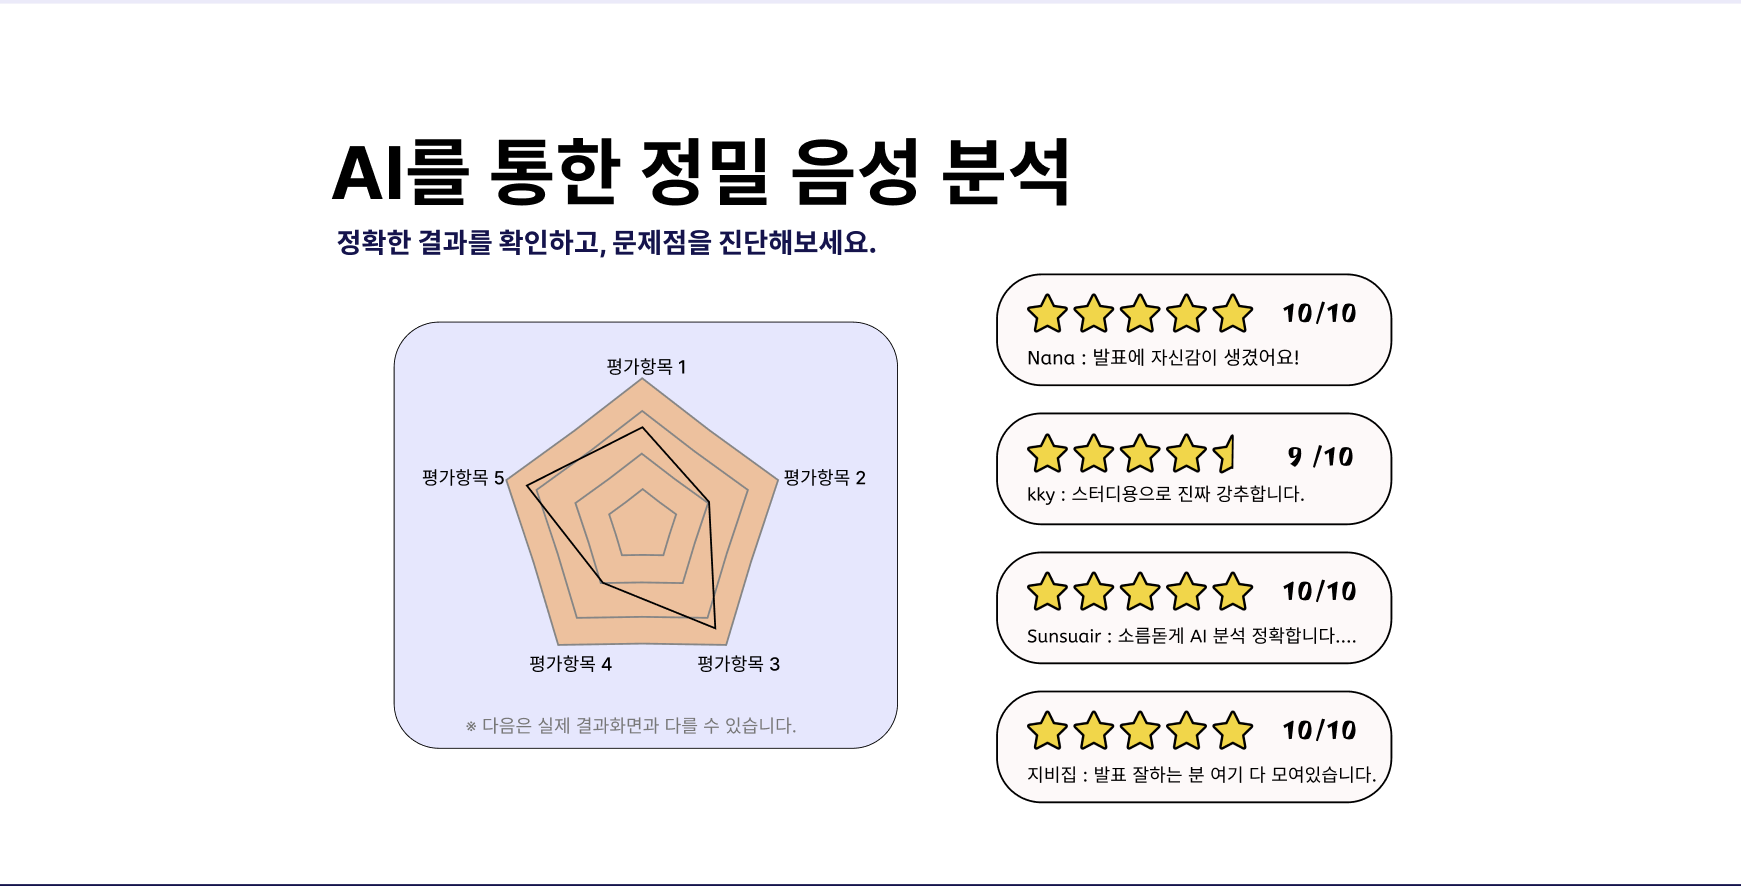 AI를 통한 정밀 음성 분석
정확한 결과를 확인하고, 문제점을 진단해보세요.
평가항목 1
평가항목 5
평가항목 2
평가항목 4
평가항목 3
※ 다음은 실제 결과화면과 다를 수 있습니다.
10/10
Nana : 발표에 자신감이 생겼어요!
9 /10
kky : 스터디용으로 진짜 강추합니다.
10/10
Sunsuair : 소름돋게 AI 분석 정확합니다....
10/10
지비집 : 발표 잘하는 분 여기 다 모여있습니다.